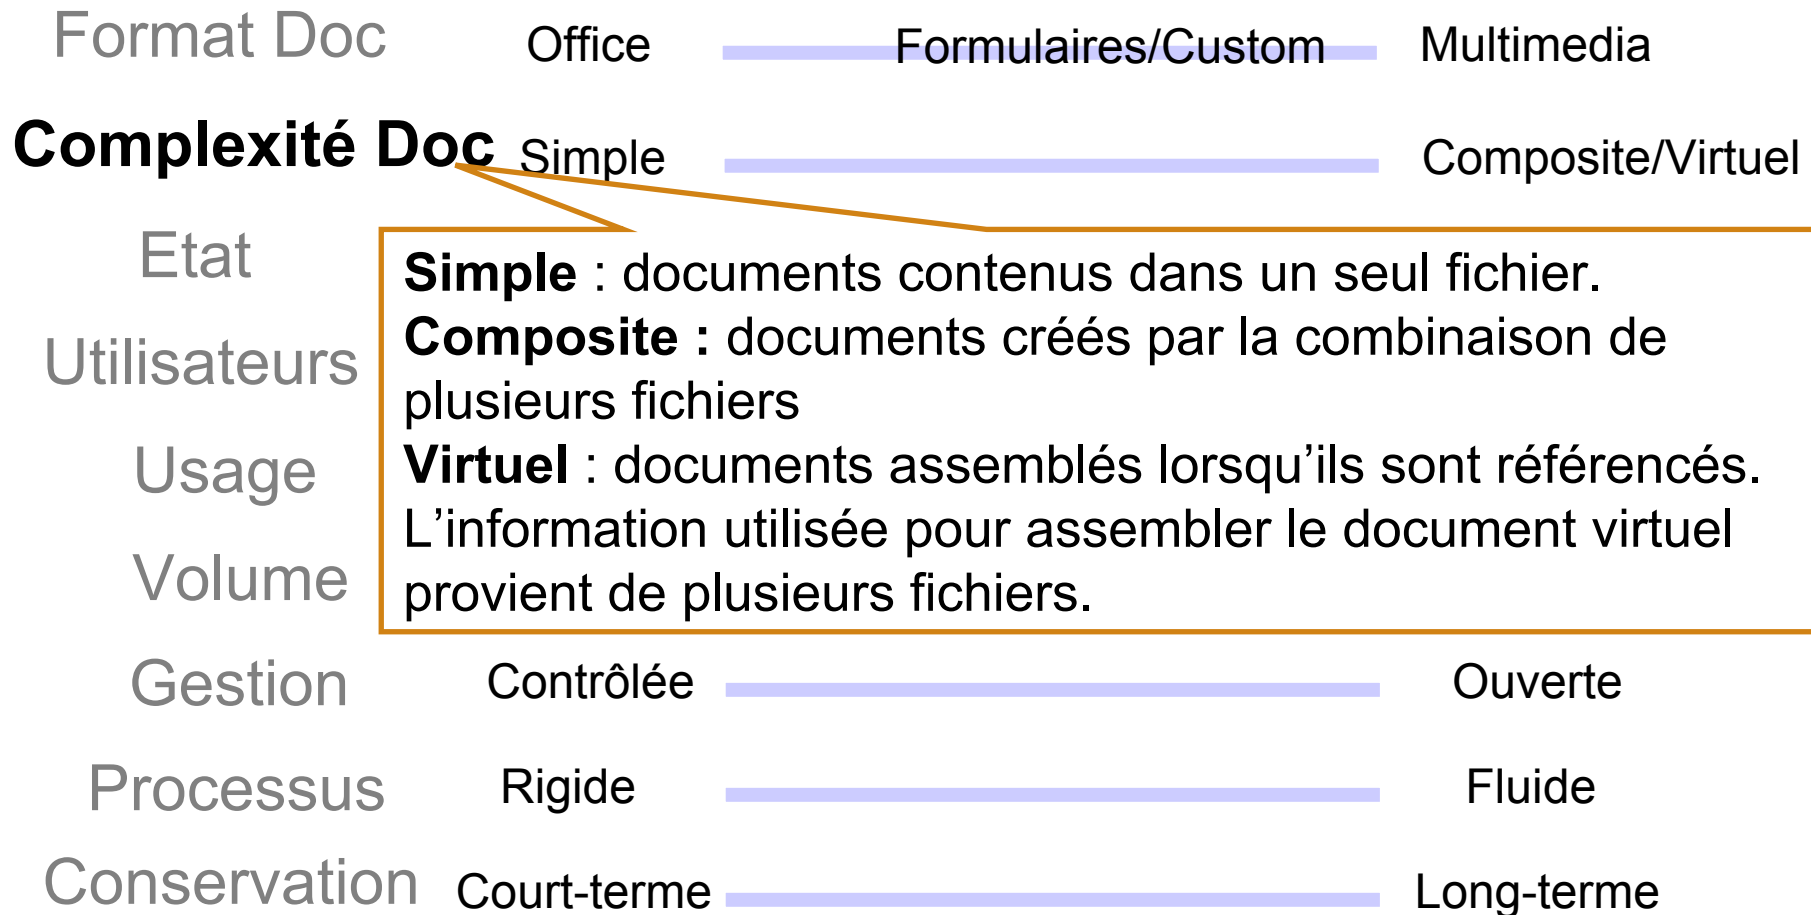 Format Doc Office Formulaires/Custom Multimedia
Complexité Doc Simple Composite/Virtuel
Etat
Utilisateurs
Usage
Volume
Simple : documents contenus dans un seul fichier.
Composite : documents créés par la combinaison de
plusieurs fichiers
Virtuel : documents assemblés lorsqu’ils sont référencés.
L’information utilisée pour assembler le document virtuel
provient de plusieurs fichiers.
Gestion Contrôlée Ouverte
Processus Rigide Fluide
Conservation Court-terme Long-terme